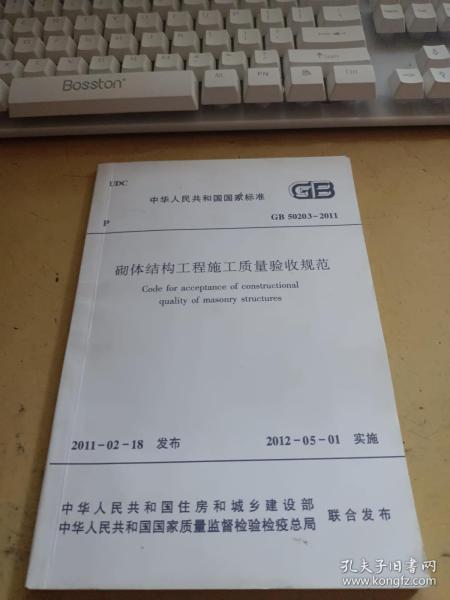 Bosston
FN
Ctrl
Shift
UDC
中华人民共和国国家标准
GB
P
GB 50203-2011
砌体结构工程施工质量验收规范
Code for acceptance of constructional
quality of masonry structures
2011-02-18 发布
2012-05-01 实施
中华人民共和国住房和城乡建设部
中华人民共和国国家质量监督检验检疫总局
联合发布
孔夫子旧书网
www.kongfz.com